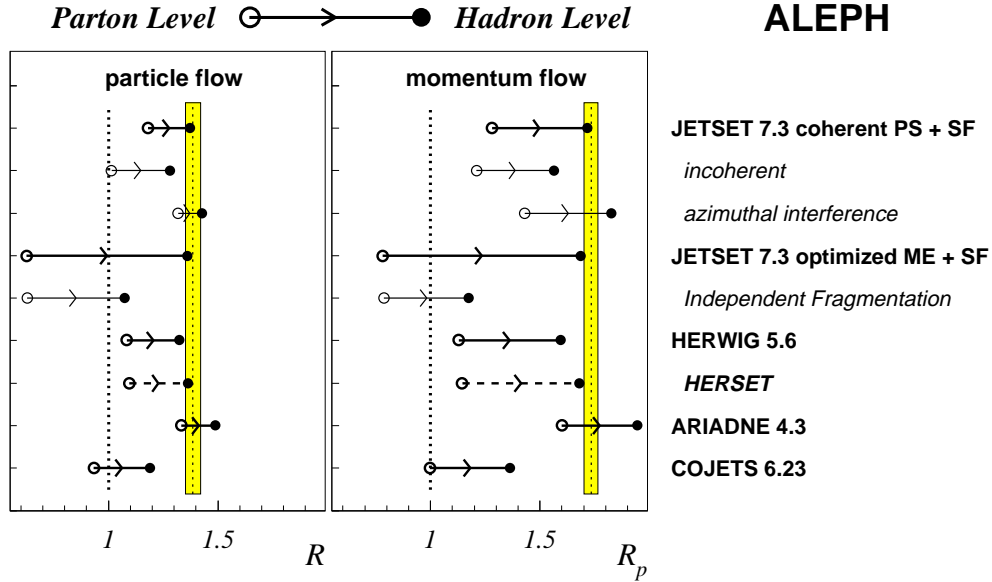 Parton Level Hadron Level ALEPH
particle flow momentum flow
JETSET 7.3 coherent PS + SF
incoherent
azimuthal interference
JETSET 7.3 optimized ME + SF
Independent Fragmentation
HERWIG 5.6
HERSET
ARIADNE 4.3
COJETS 6.23
1 1.5 1 1.5
R Rp